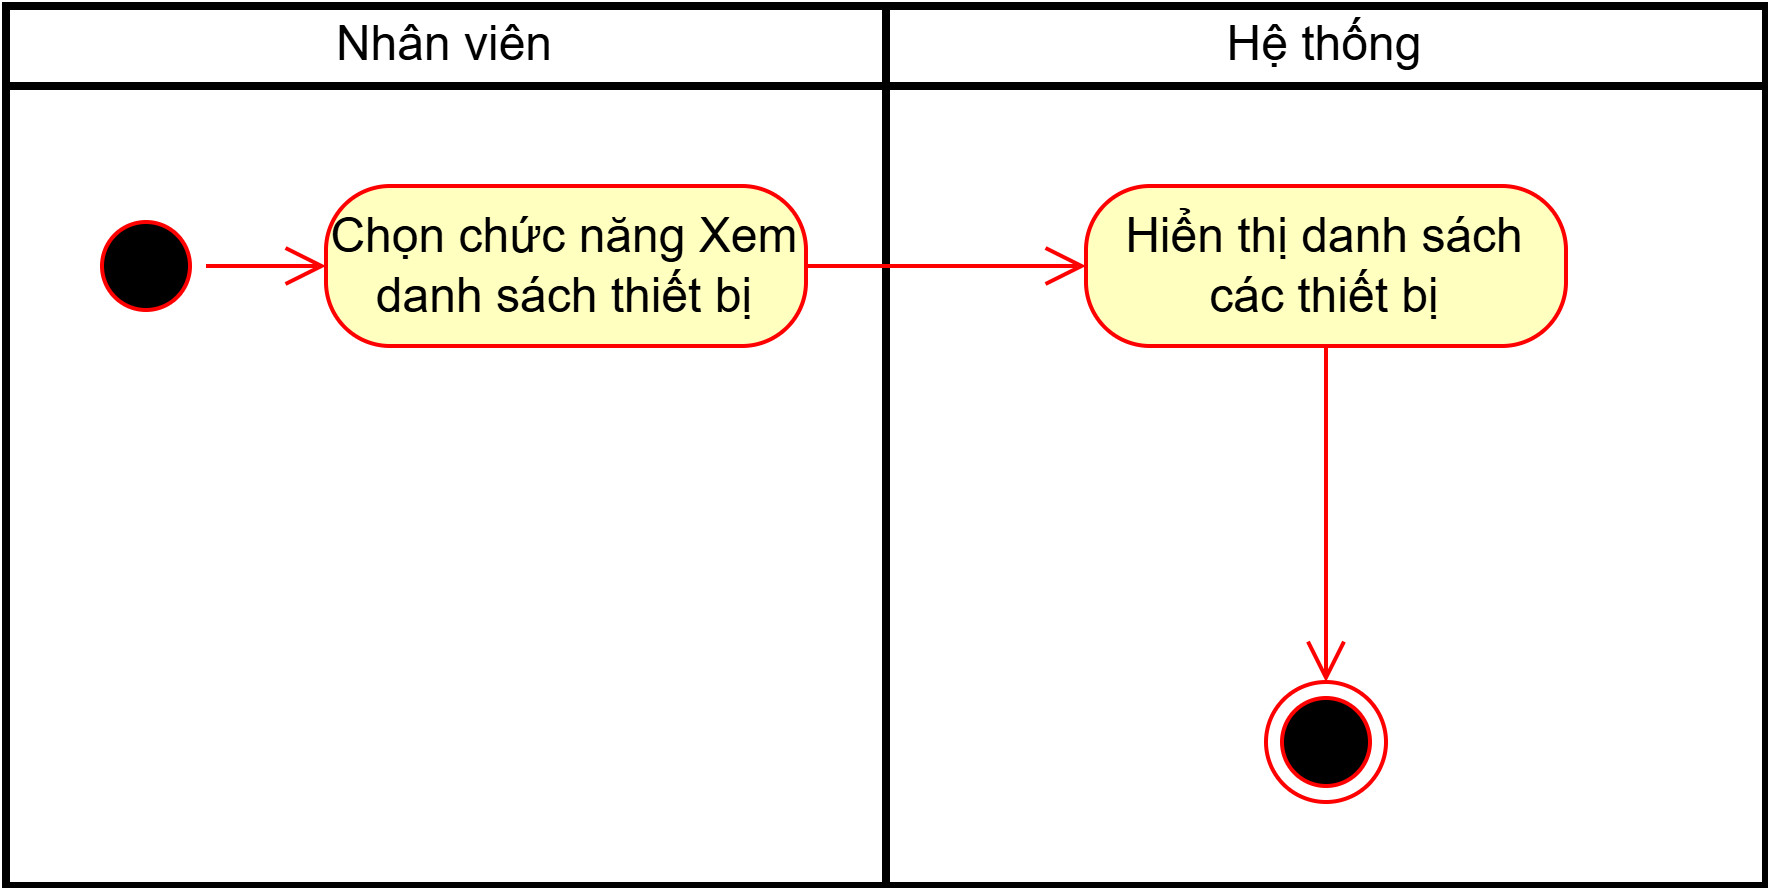 Nhân viên
Hệ thống
Chọn chức năng Xem
danh sách thiết bị
Hiển thị danh sách
các thiết bị